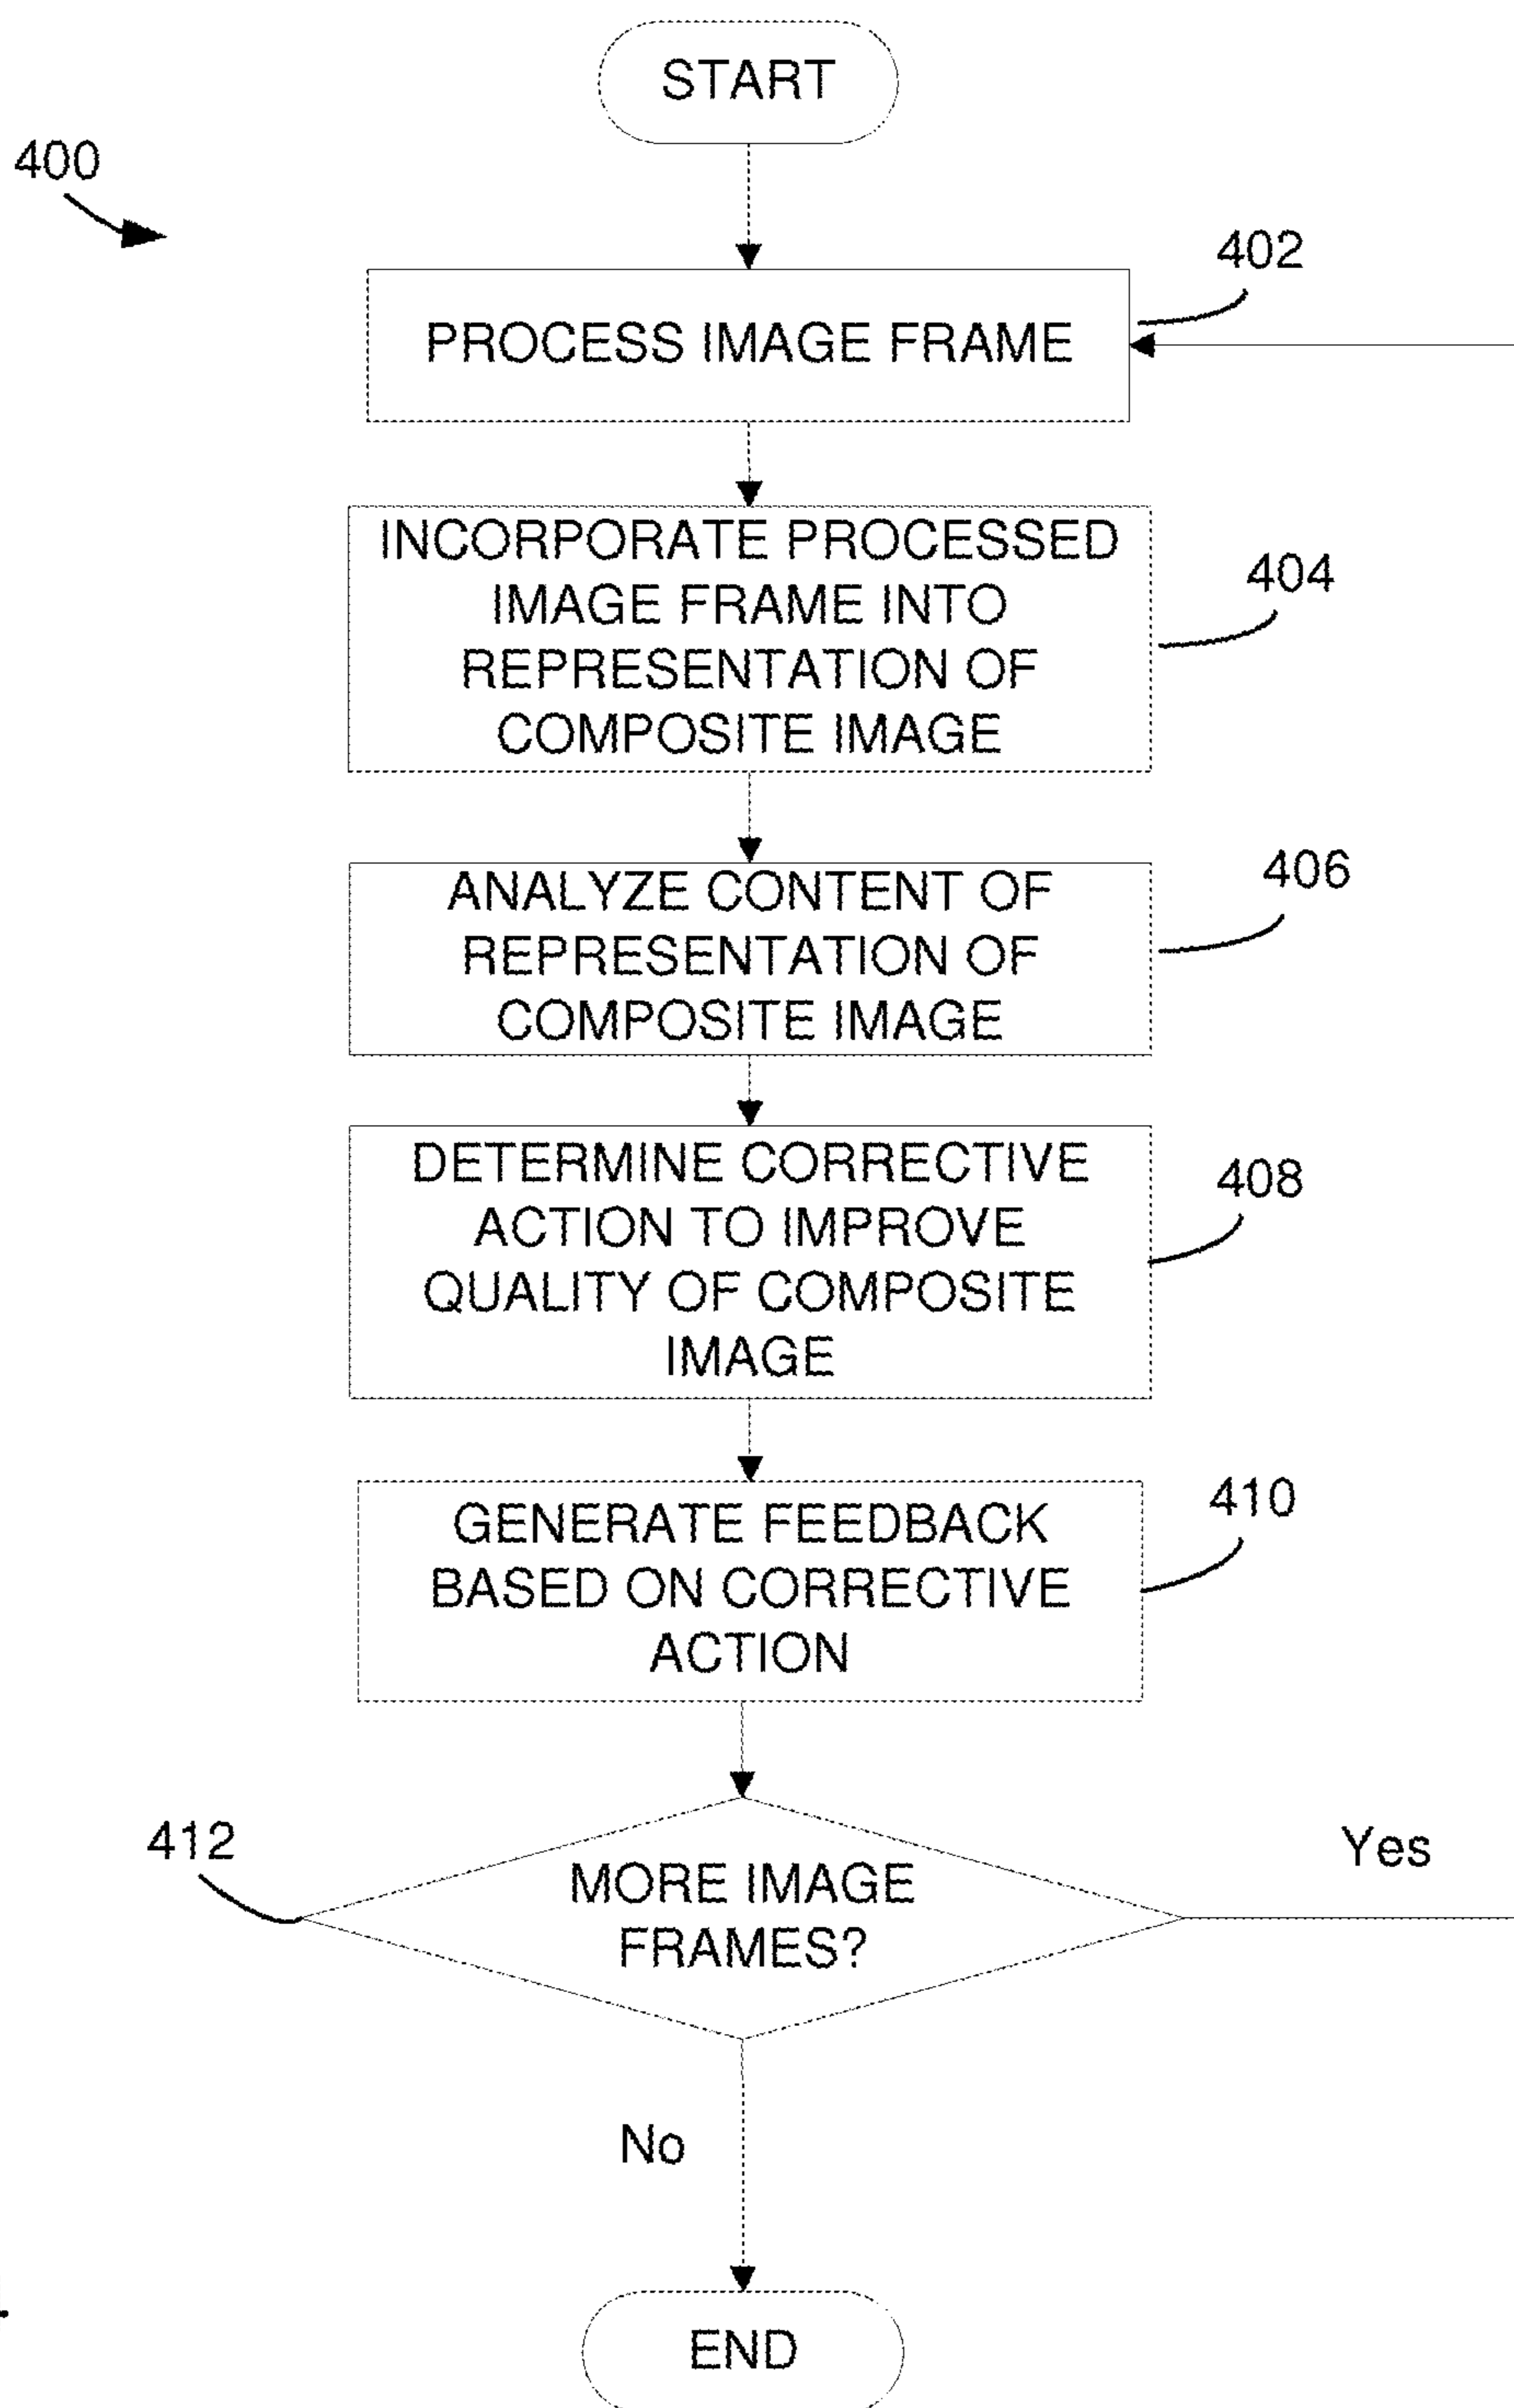 START
400
402
PROCESS IMAGE FRAME
INCORPORATE PROCESSED
IMAGE FRAME INTO
REPRESENTATION OF
COMPOSITE IMAGE
404
ANALYZE CONTENT OF
REPRESENTATION OF
COMPOSITE IMAGE
406
DETERMINE CORRECTIVE
ACTION TO IMPROVE
QUALITY OF COMPOSITE
IMAGE
408
GENERATE FEEDBACK
BASED ON CORRECTIVE
ACTION
410
412
MORE IMAGE
FRAMES?
Yes
No
END